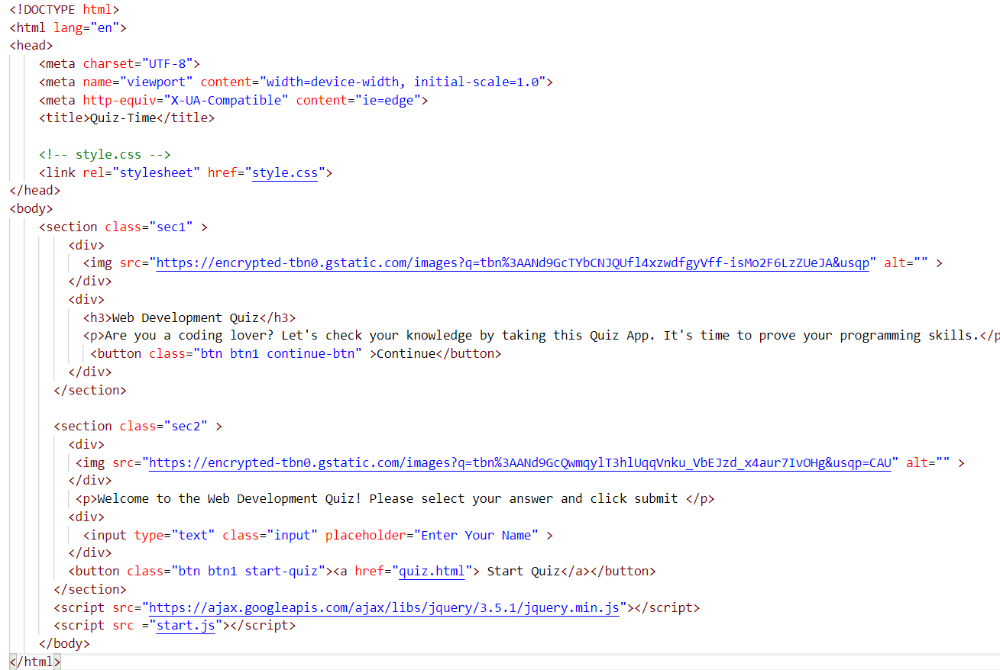 <!DOCTYPE html>
<html lang="en">
<head>
    <meta charset="UTF-8">
    <meta name="viewport" content="width=device-width, initial-scale=1.0">
    <meta http-equiv="X-UA-Compatible" content="ie=edge">
    <title>Quiz-Time</title>

    <!-- style.css -->
    <link rel="stylesheet" href="style.css">
</head>
<body>
    <section class="sec1" >
        <div>
          <img src="https://encrypted-tbn0.gstatic.com/images?q=tbn%3AANd9GcTYbCNJQUfl4xzwdfgyVff-isMo2F6LzZUeJA&usqp" alt="" >
        </div>
        <div>
          <h3>Web Development Quiz</h3>
          <p>Are you a coding lover? Let's check your knowledge by taking this Quiz App. It's time to prove your programming skills.</p
           <button class="btn btn1 continue-btn" >Continue</button>
        </div>
      </section>

      <section class="sec2" >
        <div>
         <img src="https://encrypted-tbn0.gstatic.com/images?q=tbn%3AANd9GcQwmqylT3hlUqqVnku_VbEJzd_x4aur7IvOHg&usqp=CAU" alt="" >
        </div>
         <p>Welcome to the Web Development Quiz! Please select your answer and click submit </p>
        <div>
          <input type="text" class="input" placeholder="Enter Your Name" >
        </div>
        <button class="btn btn1 start-quiz"><a href="quiz.html"> Start Quiz</a></button>
      </section>
      <script src="https://ajax.googleapis.com/ajax/libs/jquery/3.5.1/jquery.min.js"></script>
      <script src ="start.js"></script>
    </body>
</html>